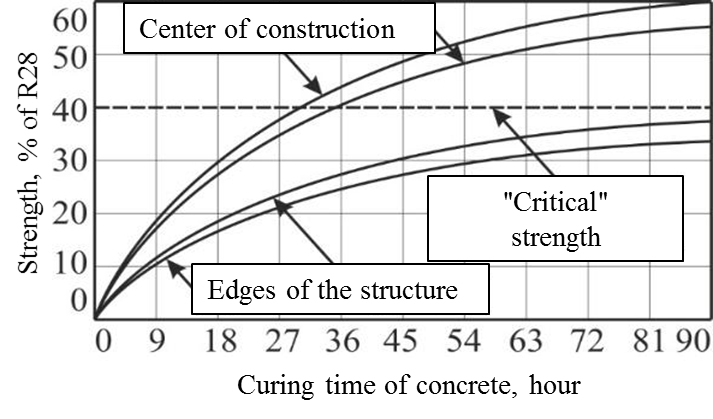 60
50
40
30
20
10
0
Strength, % of R28
Center of construction
"Critical"
strength
Edges of the structure
0 9 18 27 36 45 54 63 72 81 90
Curing time of concrete, hour